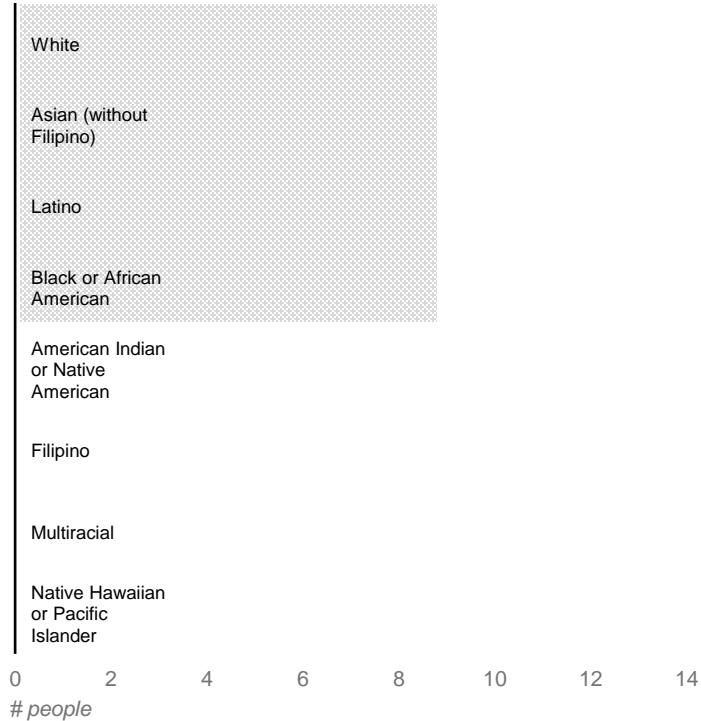 White
Asian (without
Filipino)
Latino
Black or African
American
American Indian
or Native
American
Filipino
Multiracial
Native Hawaiian
or Pacific
Islander
0 2 4 6 8 10 12 14
# people